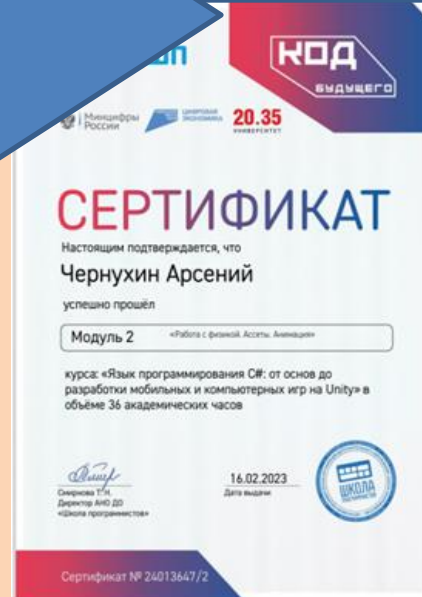 КОД
БУДУЩЕГО
Минцифры
России
ЦИФРОВАЯ
ЭКОНОМИКА
20.35
УНИВЕРСИТЕТ
СЕРТИФИКАТ
Настоящим подтверждается, что
Чернухин Арсений
успешно прошёл
Модуль 2 «Работа с физикой. Ассеты. Анимация»
курса: «Язык программирования C#: от основ до
разработки мобильных и компьютерных игр на Unity» в
объёме 36 академических часов
Смирнова Т.Н.
Директор АНО ДО
«Школа программистов»
16.02.2023
Дата выдачи
ШКОЛА
ПРОГРАММИСТОВ
Сертификат № 24013647/2